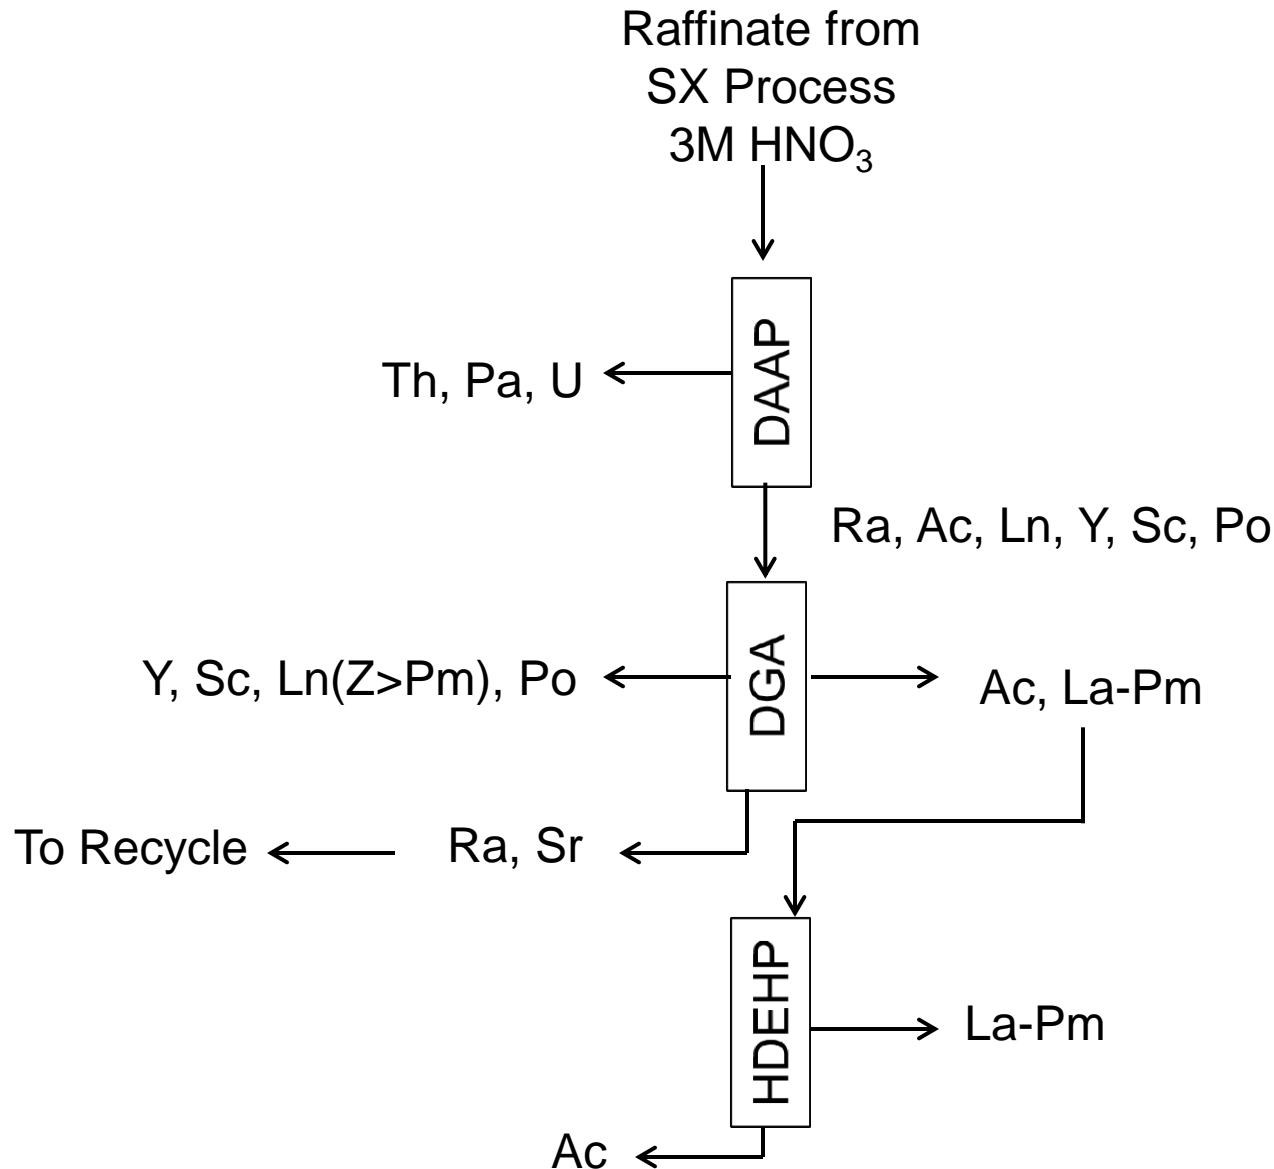 Raffinate from
SX Process
3M HNO₃
DAAP
Th, Pa, U
Ra, Ac, Ln, Y, Sc, Po
DGA
Y, Sc, Ln(Z>Pm), Po
Ac, La-Pm
To Recycle
Ra, Sr
HDEHP
La-Pm
Ac